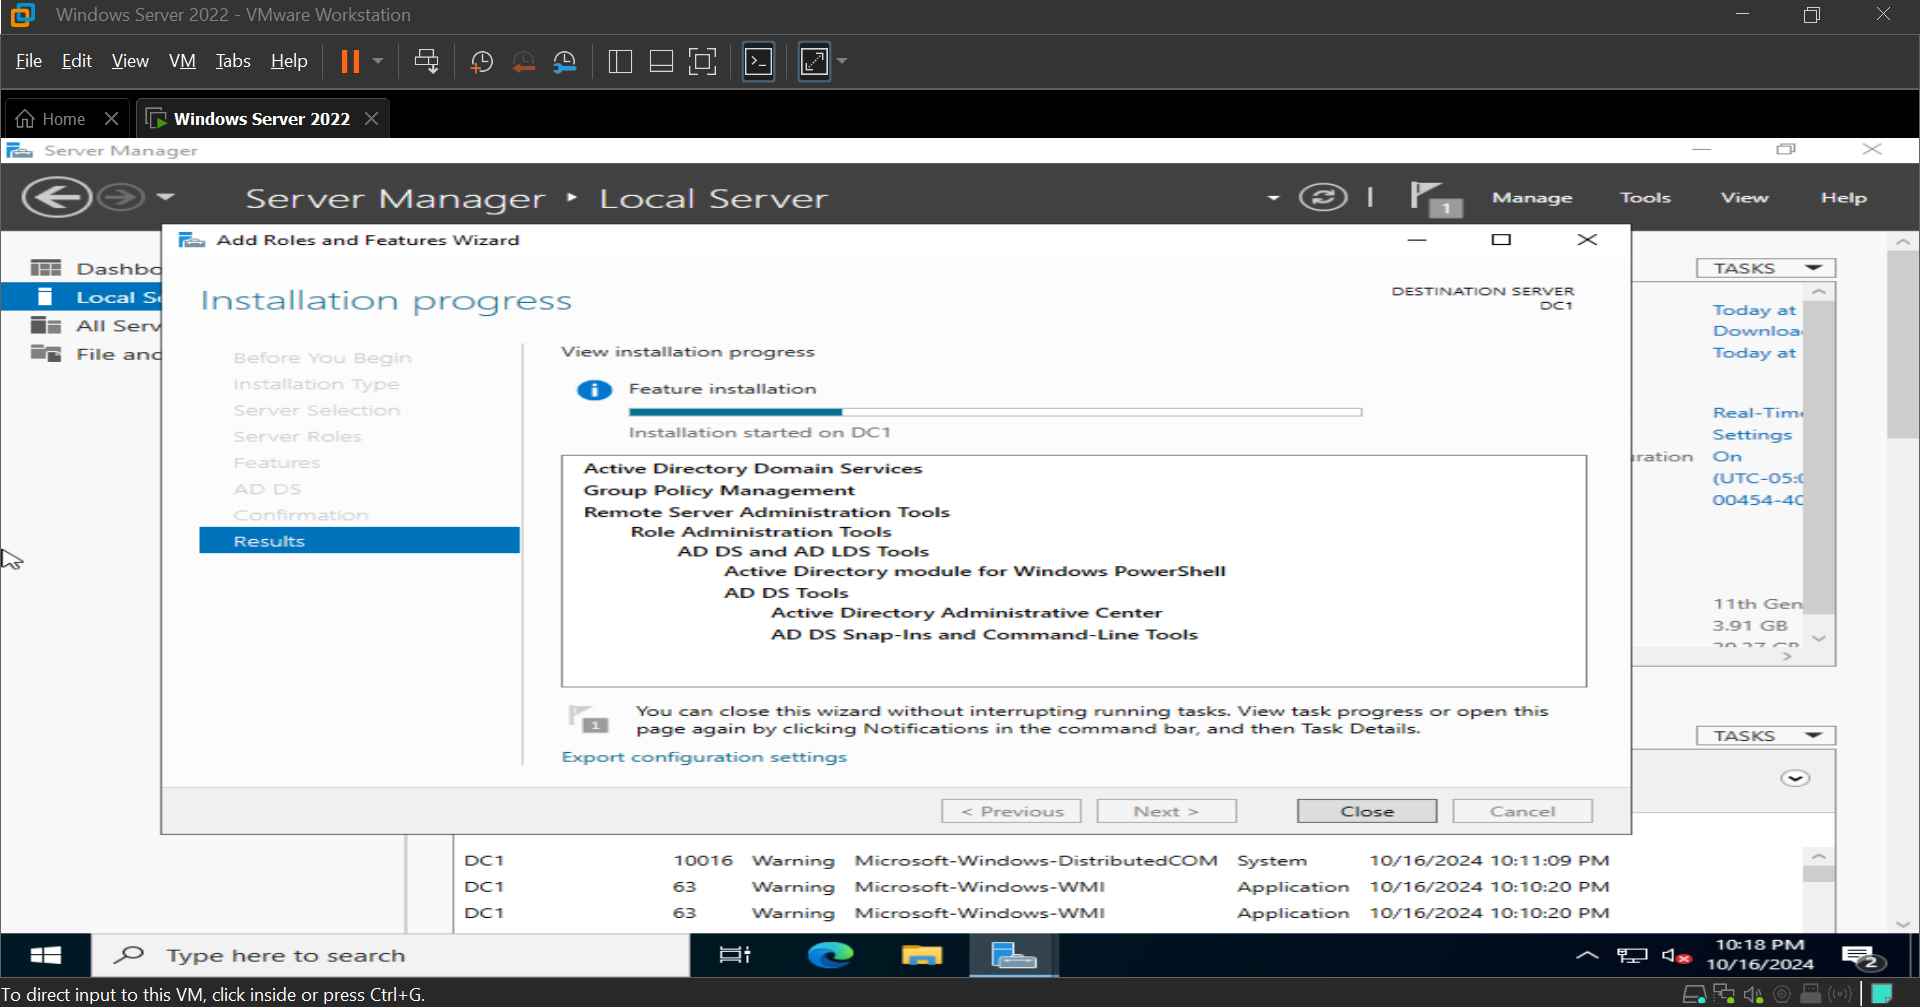 Windows Server 2022 - VMware Workstation
File Edit View VM Tabs Help
Home
Windows Server 2022
Server Manager
Server Manager Local Server
1 Manage Tools View Help
Add Roles and Features Wizard
Dashbo
Local Se
All Serv
File and
Installation progress
DESTINATION SERVER
DC1
Before You Begin
Installation Type
Server Selection
Server Roles
Features
AD DS
Confirmation
Results
View installation progress
Feature installation
Installation started on DC1
Active Directory Domain Services
Group Policy Management
Remote Server Administration Tools
Role Administration Tools
AD DS and AD LDS Tools
Active Directory module for Windows PowerShell
AD DS Tools
Active Directory Administrative Center
AD DS Snap-Ins and Command-Line Tools
1
You can close this wizard without interrupting running tasks. View task progress or open this
page again by clicking Notifications in the command bar, and then Task Details.
Export configuration settings
< Previous Next > Close Cancel
TASKS
Today at
Downloa
Today at
Real-Time
Settings
uration On
(UTC-05:0
00454-40
11th Gen
3.91 GB
TASKS
DC1 10016 Warning Microsoft-Windows-DistributedCOM System 10/16/2024 10:11:09 PM
DC1 63 Warning Microsoft-Windows-WMI Application 10/16/2024 10:10:20 PM
DC1 63 Warning Microsoft-Windows-WMI Application 10/16/2024 10:10:20 PM
Type here to search
10:18 PM
10/16/2024
2
To direct input to this VM, click inside or press Ctrl+G.